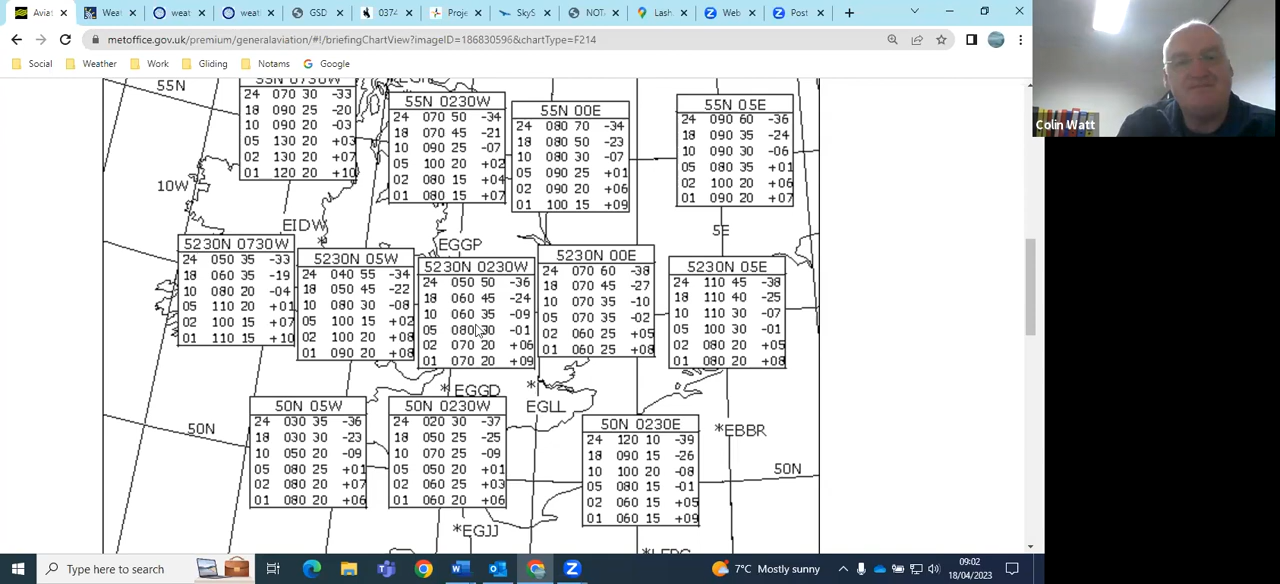 Aviat
Weat
weat
weat
GSD
0374
Proje
SkyS
NOTA
Lash
Web
Post
metoffice.gov.uk/premium/generalaviation/#!/briefingChartView?imageID=186830596&chartType=F214
Social
Weather
Work
Gliding
Notams
Google
Colin Watt
55N
55N 0730W
24 070 30 -33
18 090 25 -20
10 090 20 -03
05 130 20 +03
02 130 20 +07
01 120 20 +10
55N 0230W
24 070 50 -34
18 070 45 -21
10 090 25 -07
05 100 20 +02
02 080 15 +04
01 080 15 +07
55N 00E
24 080 70 -34
18 080 50 -23
10 080 30 -07
05 090 25 +01
02 090 20 +06
01 100 15 +09
55N 05E
24 090 60 -36
18 090 35 -24
10 090 30 -06
05 080 35 +01
02 100 20 +06
01 090 20 +07
10W
EIDW
*
EGGP
5E
5230N 0730W
24 050 35 -33
18 060 35 -19
10 080 20 -04
05 110 20 +01
02 100 15 +07
01 110 15 +10
5230N 05W
24 040 55 -34
18 050 45 -22
10 080 30 -08
05 100 15 +02
02 100 20 +08
01 090 20 +08
5230N 0230W
24 050 50 -36
18 060 45 -24
10 060 35 -09
05 080 30 -01
02 070 20 +06
01 070 20 +09
5230N 00E
24 070 60 -38
18 070 45 -27
10 070 35 -10
05 070 35 -02
02 060 25 +05
01 060 25 +08
5230N 05E
24 110 45 -38
18 110 40 -25
10 110 30 -07
05 100 30 -01
02 080 20 +05
01 080 20 +08
* EGGD
*
EGLL
50N
50N 05W
24 030 35 -36
18 030 30 -23
10 050 20 -09
05 080 25 +01
02 080 20 +07
01 080 20 +06
50N 0230W
24 020 30 -37
18 050 25 -25
10 070 25 -09
05 050 20 +01
02 060 25 +03
01 060 20 +06
50N 0230E
24 120 10 -39
18 090 15 -26
10 100 20 -08
05 080 15 -01
02 060 15 +05
01 060 15 +09
*EBBR
50N
*EGJJ
Type here to search
7°C Mostly sunny
09:02
18/04/2023